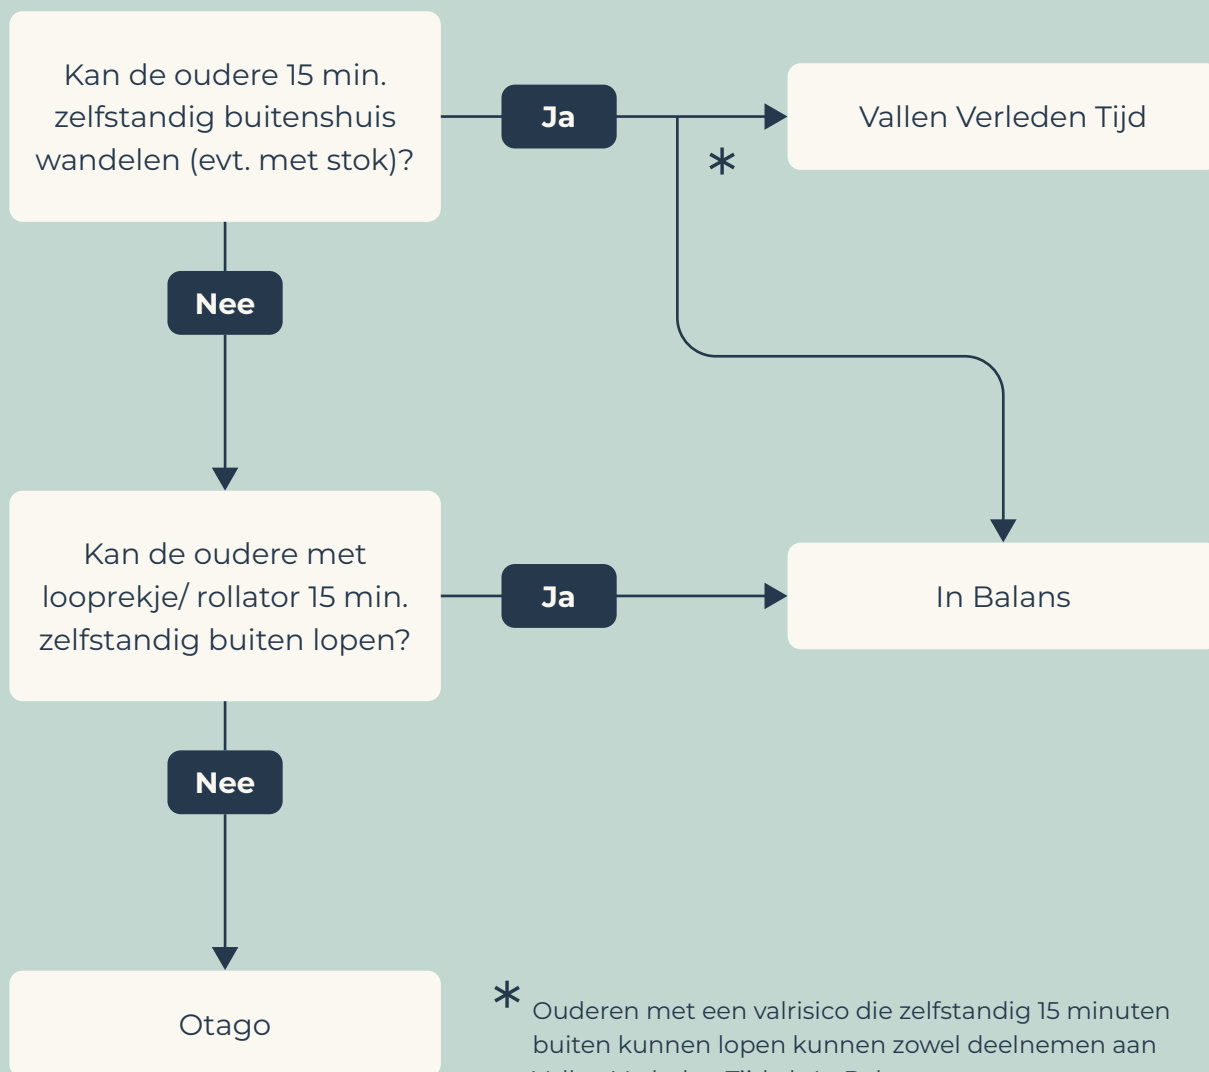 Kan de oudere 15 min.
zelfstandig buitenshuis
wandelen (evt. met stok)?
Ja
*
Vallen Verleden Tijd
Nee
Kan de oudere met
looprekje/ rollator 15 min.
zelfstandig buiten lopen?
Ja
In Balans
Nee
Otago
* Ouderen met een valrisico die zelfstandig 15 minuten
buiten kunnen lopen kunnen zowel deelnemen aan